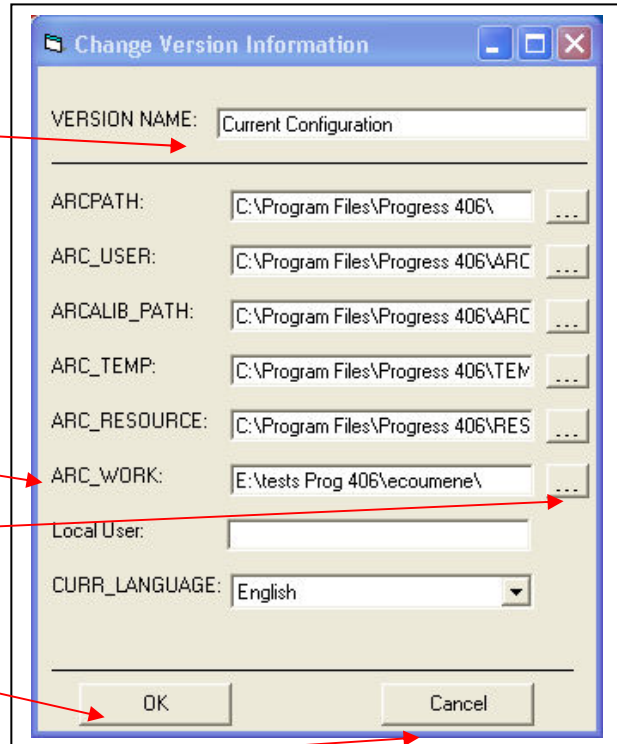 Change Version Information
VERSION NAME: Current Configuration
ARCPATH: C:\Program Files\Progress 406\ ...
ARC_USER: C:\Program Files\Progress 406\ARC ...
ARCALIB_PATH: C:\Program Files\Progress 406\ARC ...
ARC_TEMP: C:\Program Files\Progress 406\TEM ...
ARC_RESOURCE: C:\Program Files\Progress 406\RES ...
ARC_WORK: E:\tests Prog 406\ecoumene\ ...
Local User:
CURR_LANGUAGE: English
OK Cancel